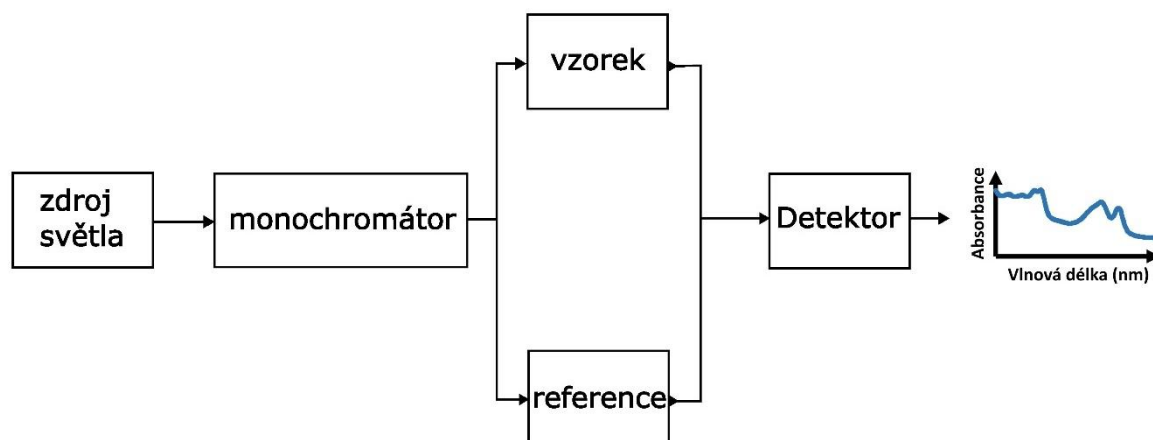 vzorek
zdroj
světla
monochromátor
Detektor
Absorbance
Vlnová délka (nm)
reference